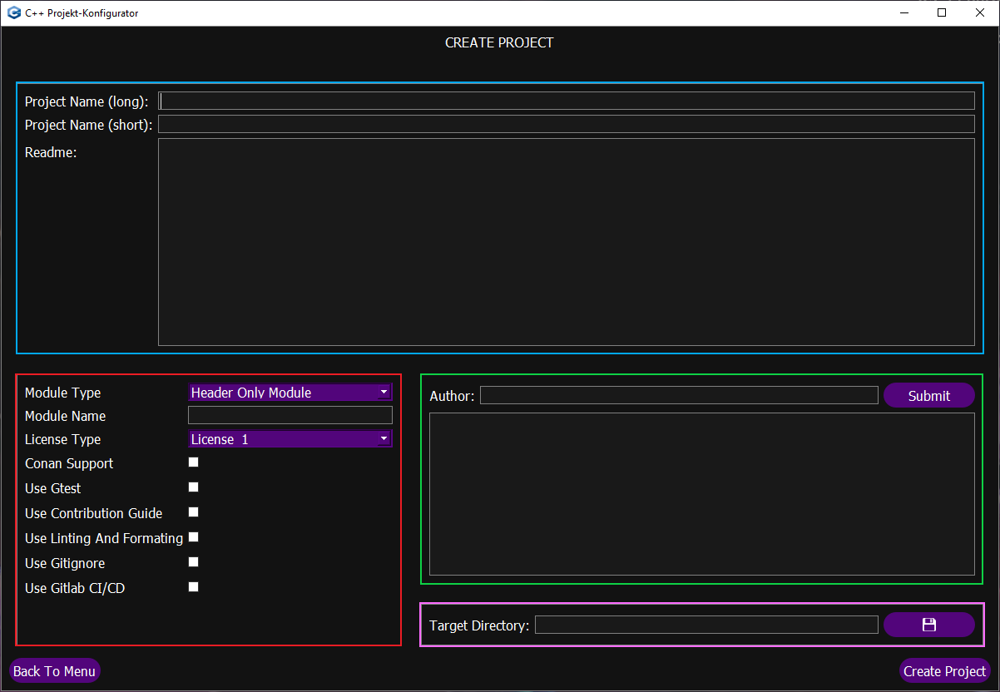 C++ Projekt-Konfigurator
CREATE PROJECT
Project Name (long):
Project Name (short):
Readme:
Module Type
Header Only Module
Module Name
License Type
License 1
Conan Support
Use Gtest
Use Contribution Guide
Use Linting And Formating
Use Gitignore
Use Gitlab CI/CD
Author:
Submit
Target Directory:
Back To Menu
Create Project